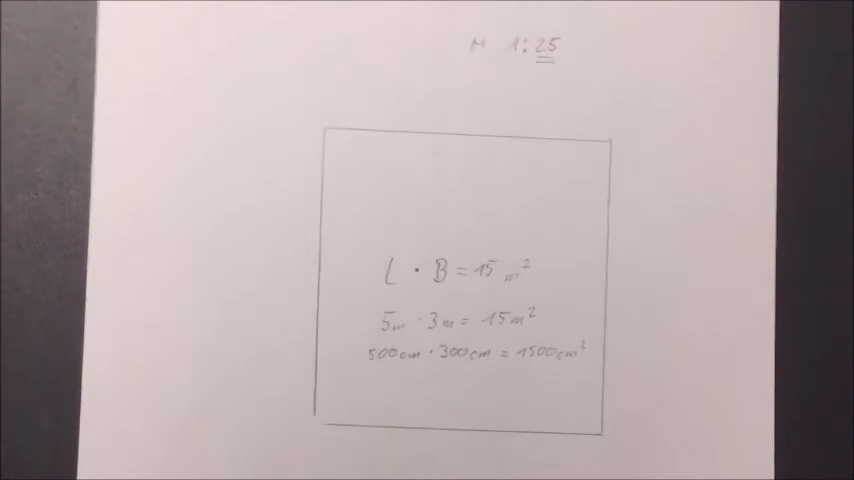 M 1:25
L · B = 15 m²
5m · 3m = 15m²
500cm · 300cm = 1500cm²